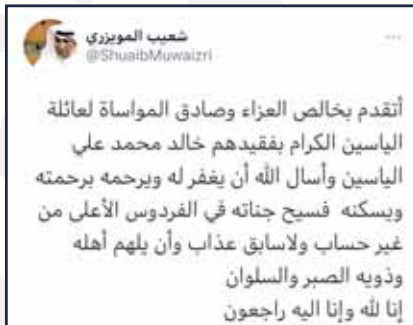 شعيب المويزري
@ShuaibMuwaizri
أتقدم بخالص العزاء وصادق المواساة لعائلة
الياسين الكرام بفقيدهم خالد محمد علي
الياسين وأسال الله أن يغفر له ويرحمه برحمته
ويسكنه فسيح جناته في الفردوس الأعلى من
غير حساب ولاسابق عذاب وأن يلهم أهله
وذويه الصبر والسلوان
إنا لله وإنا اليه راجعون